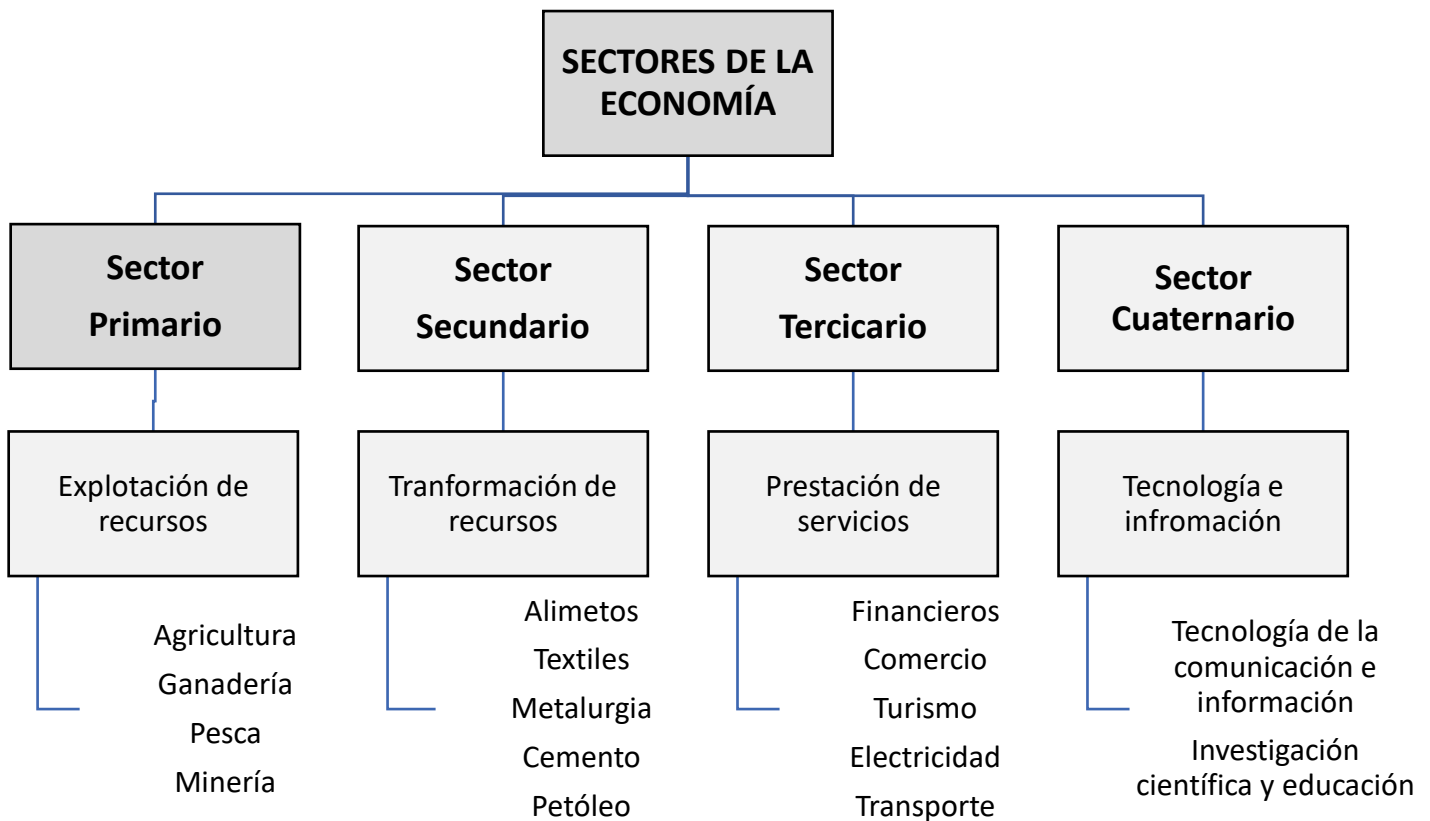 SECTORES DE LA
ECONOMÍA
Sector
Primario
Sector
Secundario
Sector
Tercicario
Sector
Cuaternario
Explotación de
recursos
Tranformación de
recursos
Prestación de
servicios
Tecnología e
infromación
Agricultura
Ganadería
Pesca
Minería
Alimetos
Textiles
Metalurgia
Cemento
Petóleo
Financieros
Comercio
Turismo
Electricidad
Transporte
Tecnología de la
comunicación e
información
Investigación
científica y educación